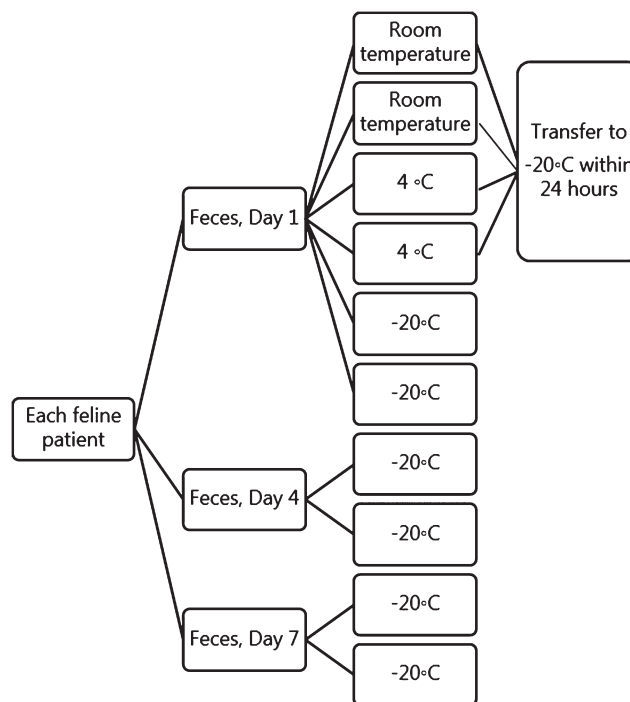 Room
temperature
Room
temperature
Transfer to
-20∘C within
24 hours
4 ∘C
Feces, Day 1
4 ∘C
-20∘C
-20∘C
Each feline
patient
-20∘C
Feces, Day 4
-20∘C
-20∘C
Feces, Day 7
-20∘C